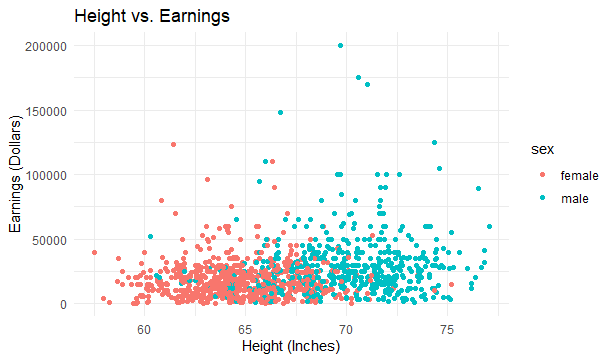 Height vs. Earnings
Earnings (Dollars)
200000
150000
100000
50000
0
60
65
70
75
Height (Inches)
sex
female
male